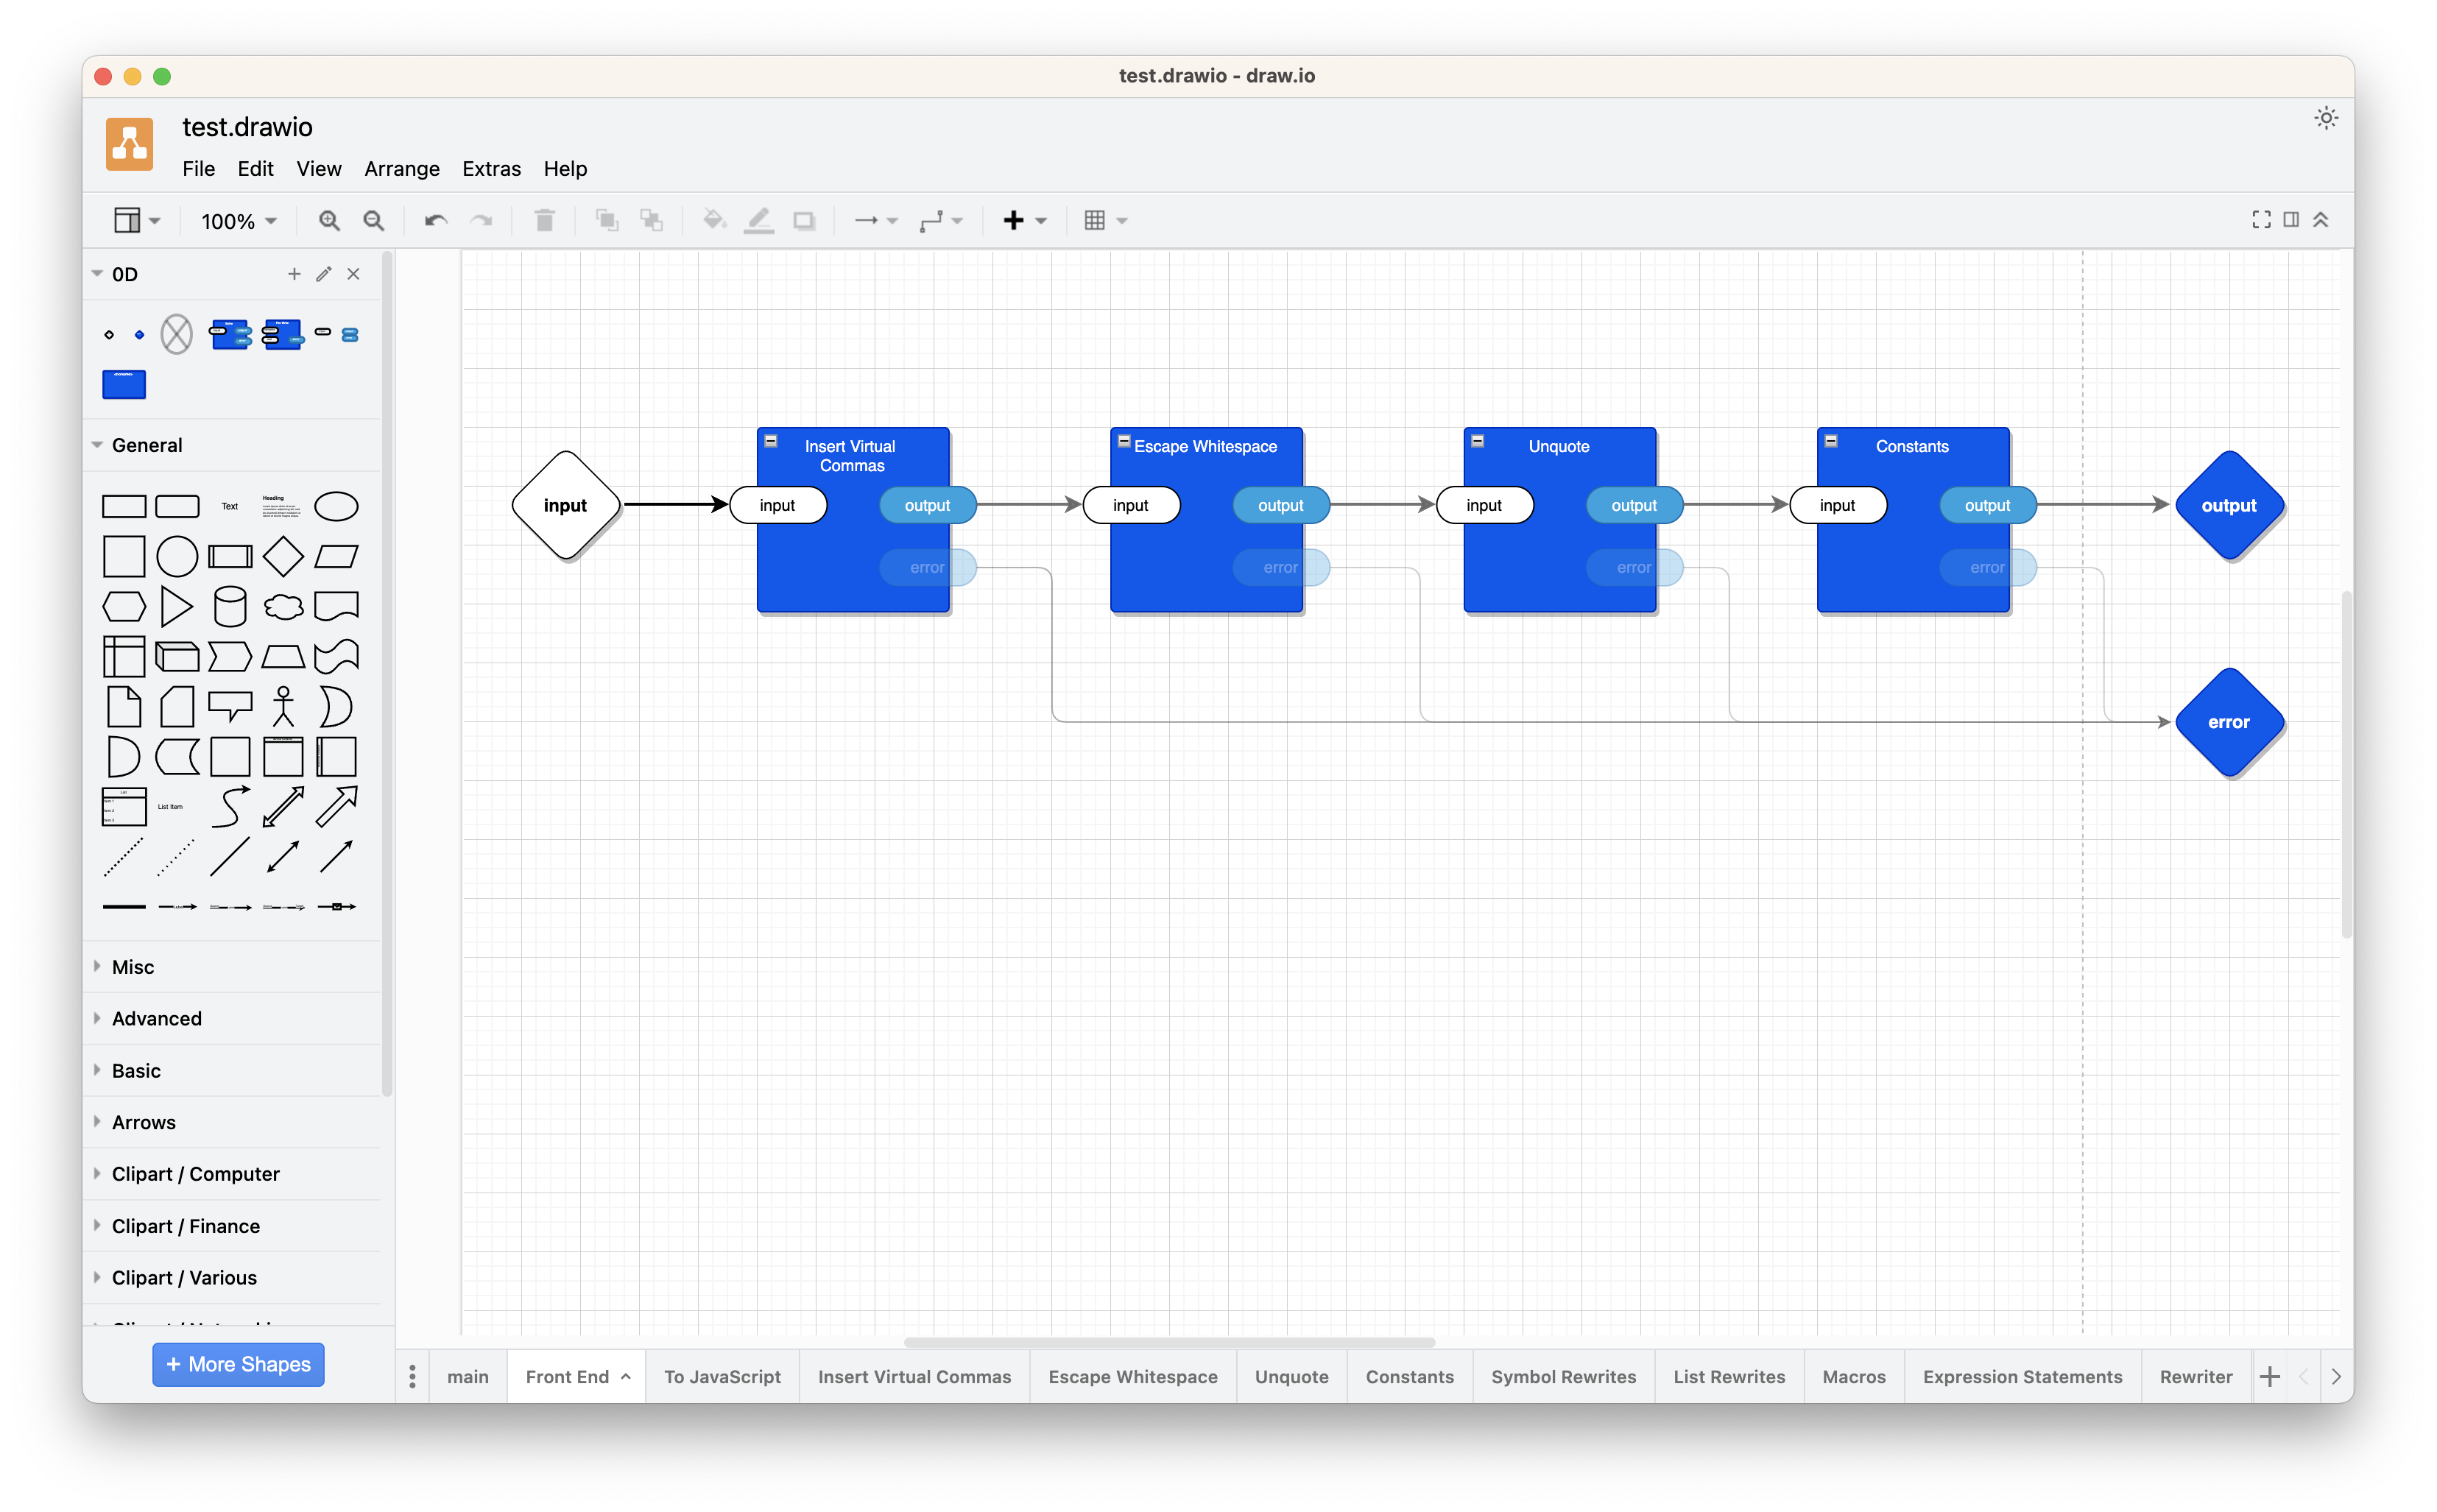 test.drawio - draw.io
test.drawio
File Edit View Arrange Extras Help
100%
0D
General
Text
Heading
List
List Item
Misc
Advanced
Basic
Arrows
Clipart / Computer
Clipart / Finance
Clipart / Various
+ More Shapes
Insert Virtual
Commas
Escape Whitespace
Unquote
Constants
input
input
output
input
output
input
output
input
output
output
error
error
error
error
error
main
Front End
To JavaScript
Insert Virtual Commas
Escape Whitespace
Unquote
Constants
Symbol Rewrites
List Rewrites
Macros
Expression Statements
Rewriter